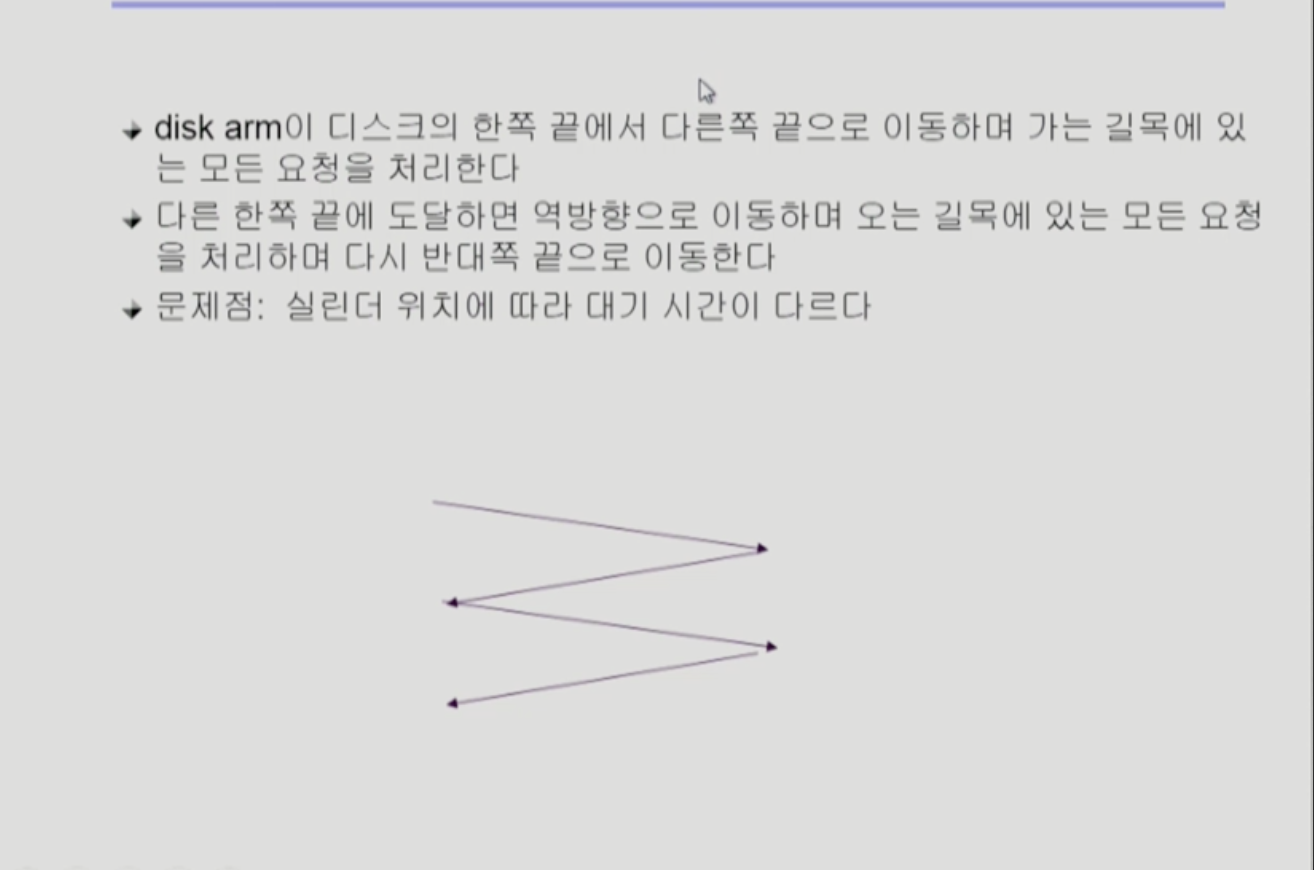 disk arm이 디스크의 한쪽 끝에서 다른쪽 끝으로 이동하며 가는 길목에 있
는 모든 요청을 처리한다
다른 한쪽 끝에 도달하면 역방향으로 이동하며 오는 길목에 있는 모든 요청
을 처리하며 다시 반대쪽 끝으로 이동한다
문제점: 실린더 위치에 따라 대기 시간이 다르다